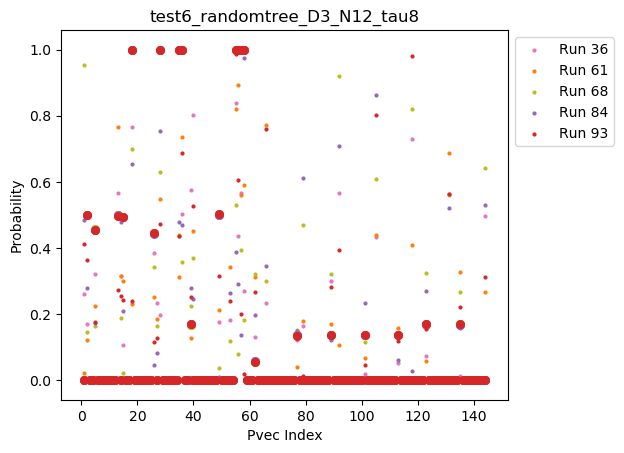 test6_randomtree_D3_N12_tau8
Run 36
Run 61
Run 68
Run 84
Run 93
Probability
1.0
0.8
0.6
0.4
0.2
0.0
0 20 40 60 80 100 120 140
Pvec Index